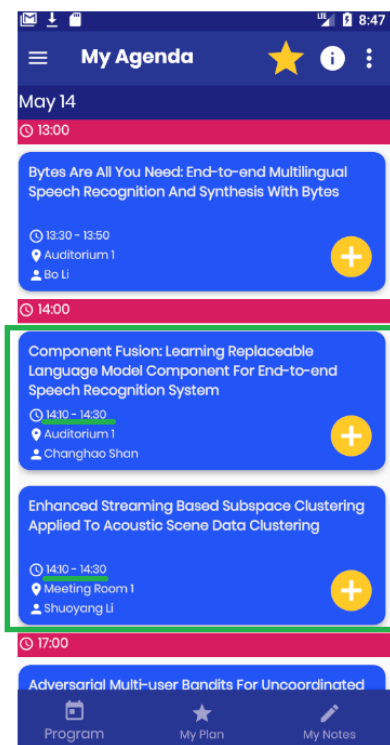 LTE 8:47
My Agenda
May 14
13:00
Bytes Are All You Need: End-to-end Multilingual
Speech Recognition And Synthesis With Bytes
13:30 - 13:50
Auditorium 1
Bo Li
14:00
Component Fusion: Learning Replaceable
Language Model Component For End-to-end
Speech Recognition System
14:10 - 14:30
Auditorium 1
Changhao Shan
Enhanced Streaming Based Subspace Clustering
Applied To Acoustic Scene Data Clustering
14:10 - 14:30
Meeting Room 1
Shuoyang Li
17:00
Adversarial Multi-user Bandits For Uncoordinated
Program My Plan My Notes